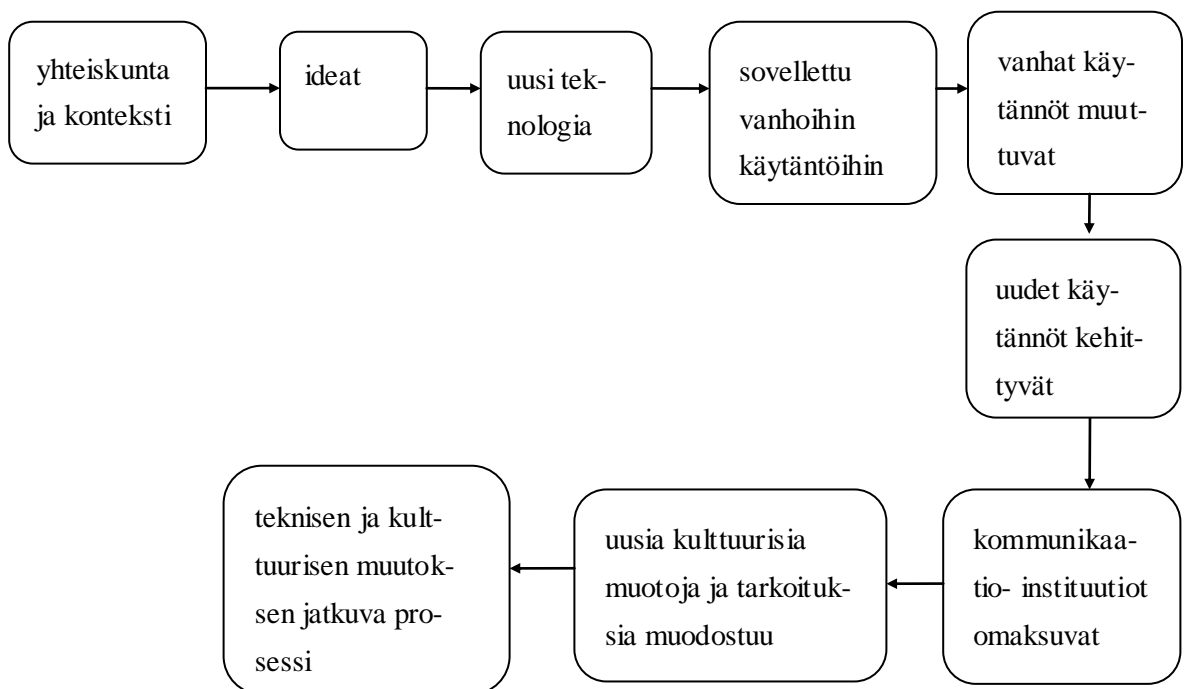 yhteiskunta
ja konteksti
ideat
uusi tek-
nologia
sovellettu
vanhoihin
käytäntöihin
vanhat käy-
tännöt muut-
tuvat
uudet käy-
tännöt kehit-
tyvät
kommunikaa-
tio- instituutiot
omaksuvat
uusia kulttuurisia
muotoja ja tarkoituk-
sia muodostuu
teknisen ja kult-
tuurisen muutok-
sen jatkuva pro-
sessi